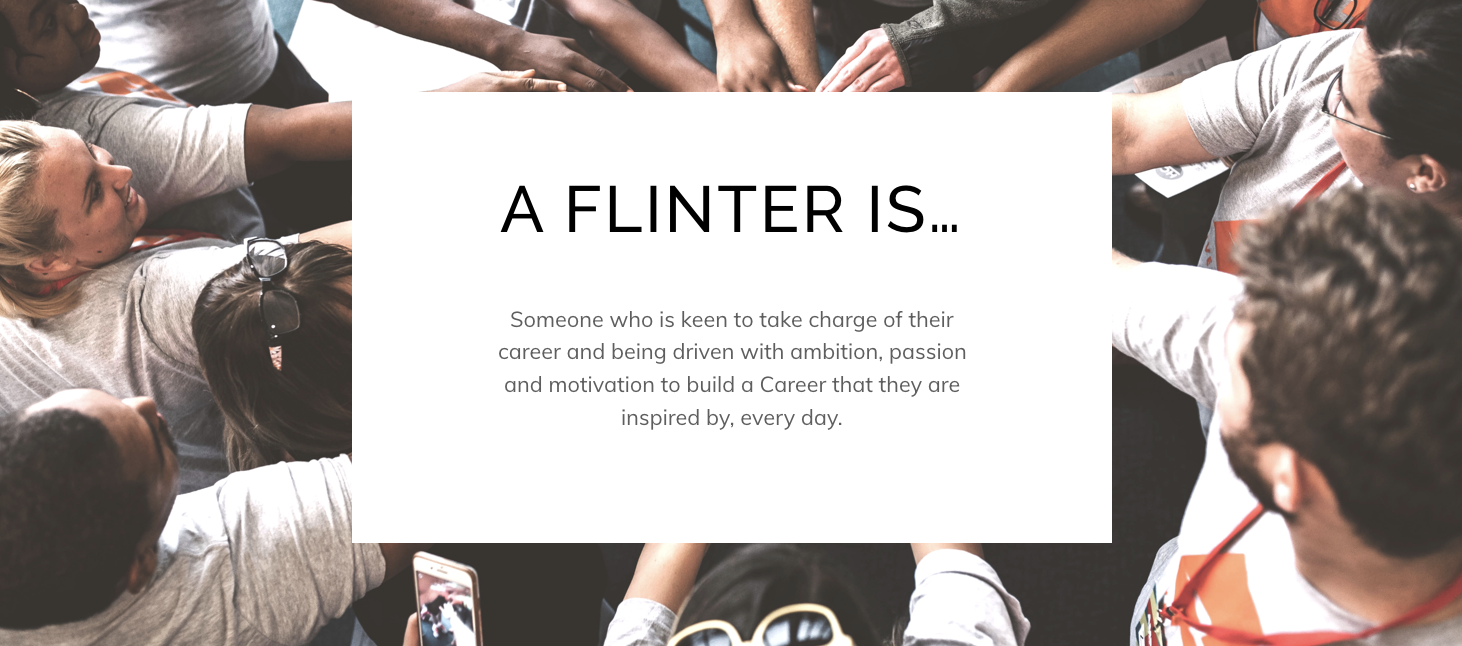 A FLINTER IS...
Someone who is keen to take charge of their
career and being driven with ambition, passion
and motivation to build a Career that they are
inspired by, every day.